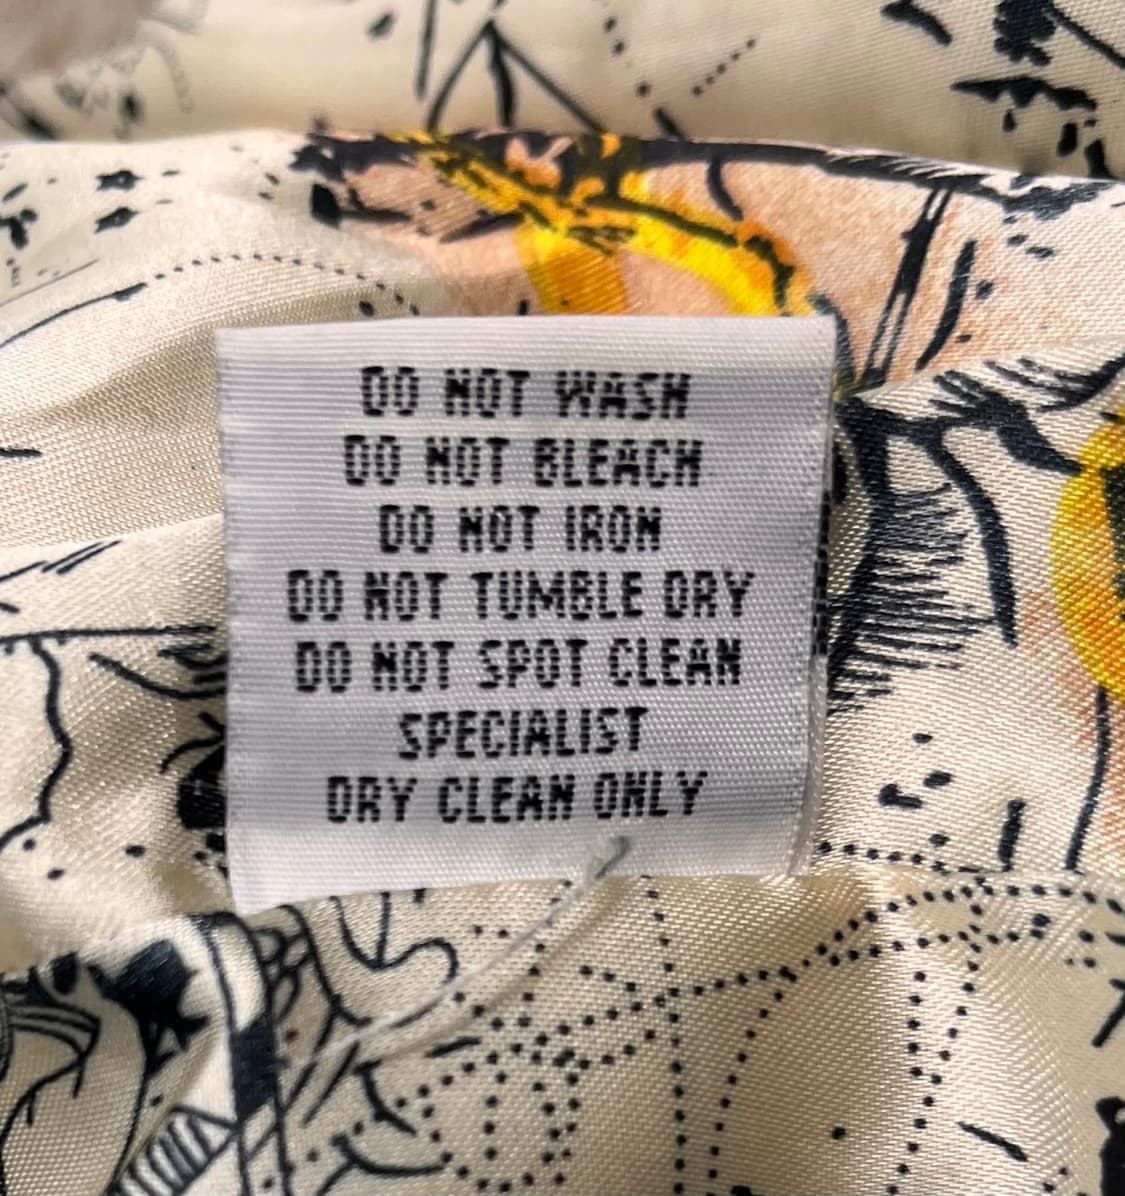 DO NOT WASH
DO NOT BLEACH
DO NOT IRON
DO NOT TUMBLE DRY
DO NOT SPOT CLEAN
SPECIALIST
DRY CLEAN ONLY